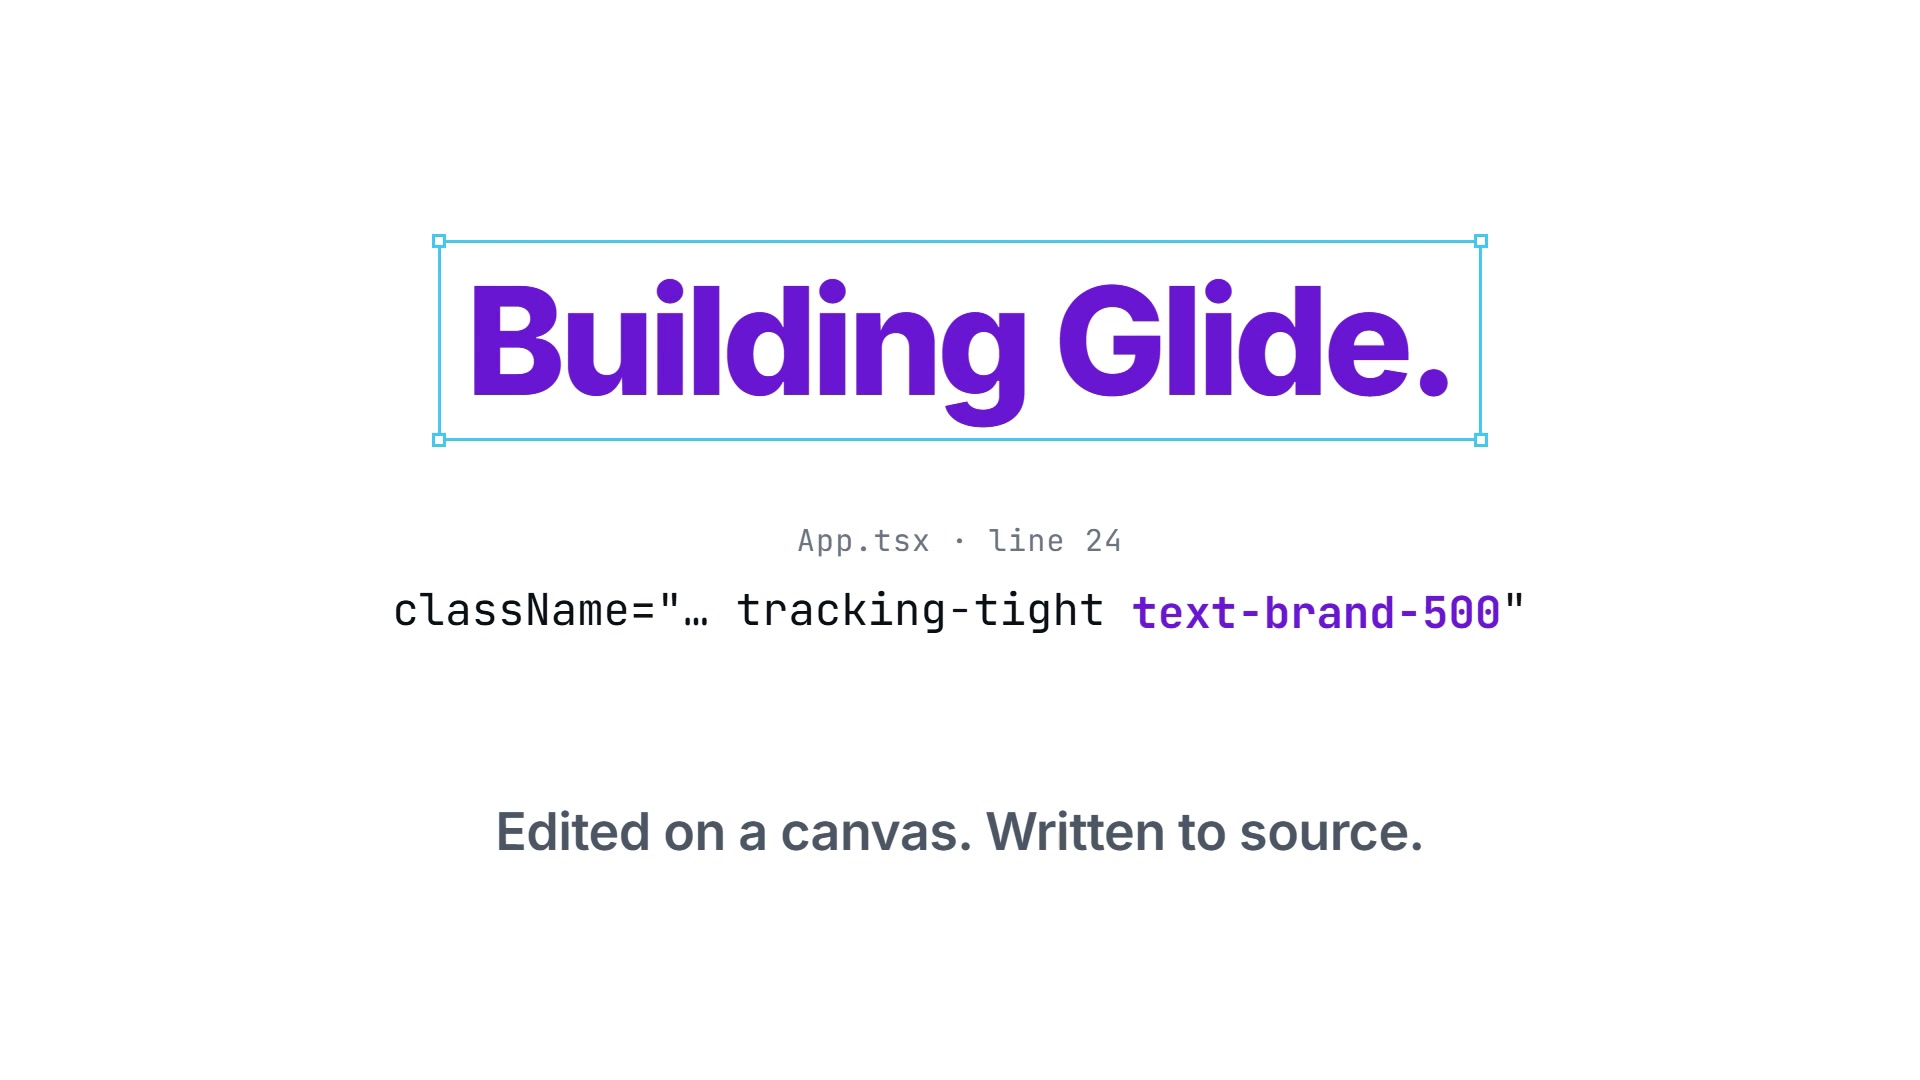 Building Glide.
App.tsx · line 24
className="… tracking-tight text-brand-500"
Edited on a canvas. Written to source.